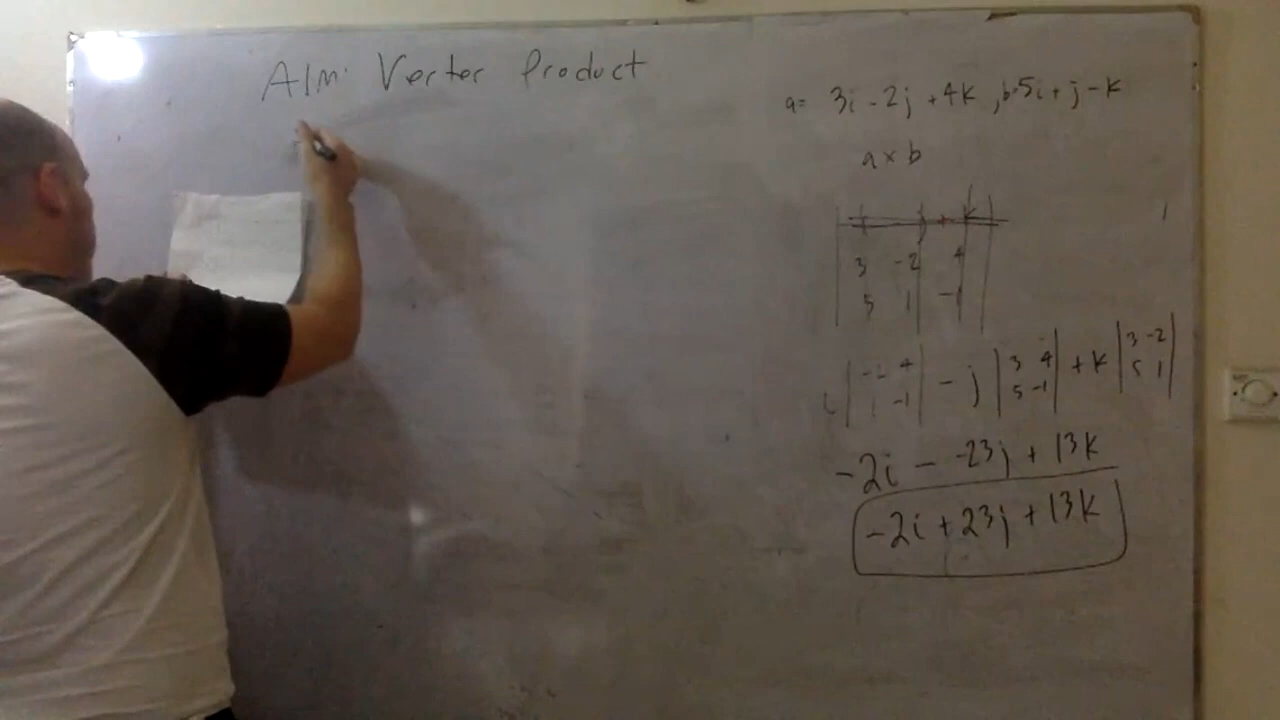 AIM: Vector Product
a= 3i - 2j + 4k , b=5i + j - k
a x b
i j + k
3 -2 4
5 1 -1
i | -2 4 | - j | 3 4 | + k | 3 -2 |
| 1 -1 | | 5 -1 | | 5 1 |
-2i - -23j + 13k
-2i + 23j + 13k